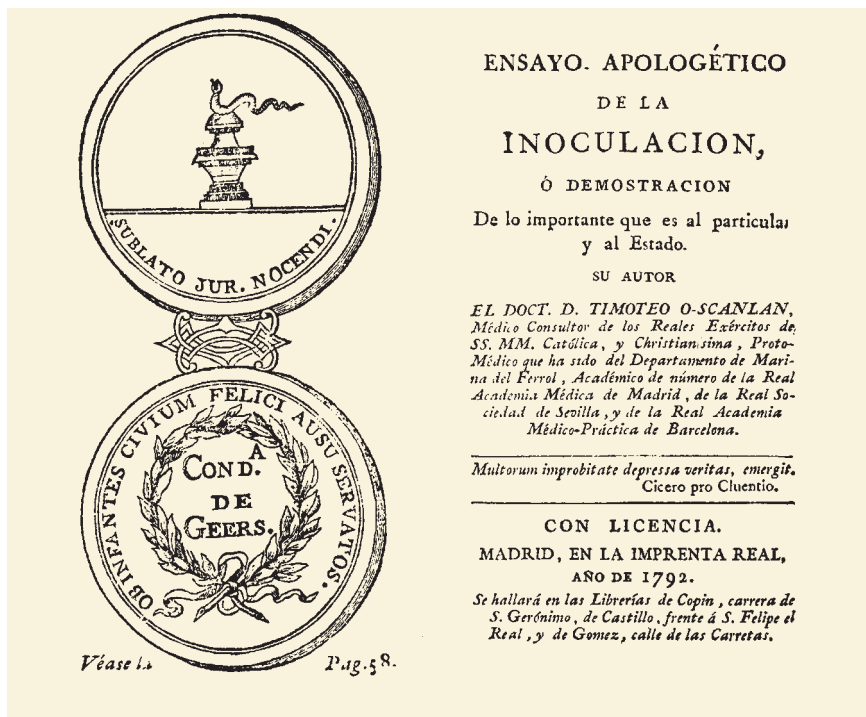 SUBLATO JUR. NOCENDI.
OB INFANTES CIVIUM FELICI AUSU SERVATOS.
COND.A
DE
GEERS.
Véase la Pag.58.
ENSAYO. APOLOGÉTICO
DE LA
INOCULACION,
Ó DEMOSTRACION
De lo importante que es al particular
y al Estado.
SU AUTOR
EL DOCT. D. TIMOTEO O-SCANLAN,
Médico Consultor de los Reales Exércitos de
SS. MM. Católica, y Christianisima, Proto-
Médico que ha sido del Departamento de Mari-
na del Ferrol, Académico de número de la Real
Academia Médica de Madrid, de la Real So-
ciedad de Sevilla, y de la Real Academia
Médico-Práctica de Barcelona.
Multorum improbitate depressa veritas, emergit.
Cicero pro Cluentio.
CON LICENCIA.
MADRID, EN LA IMPRENTA REAL,
AÑO DE 1792.
Se hallará en las Librerías de Copin, carrera de
S. Gerónimo, de Castillo, frente á S. Felipe el
Real, y de Gomez, calle de las Carretas.